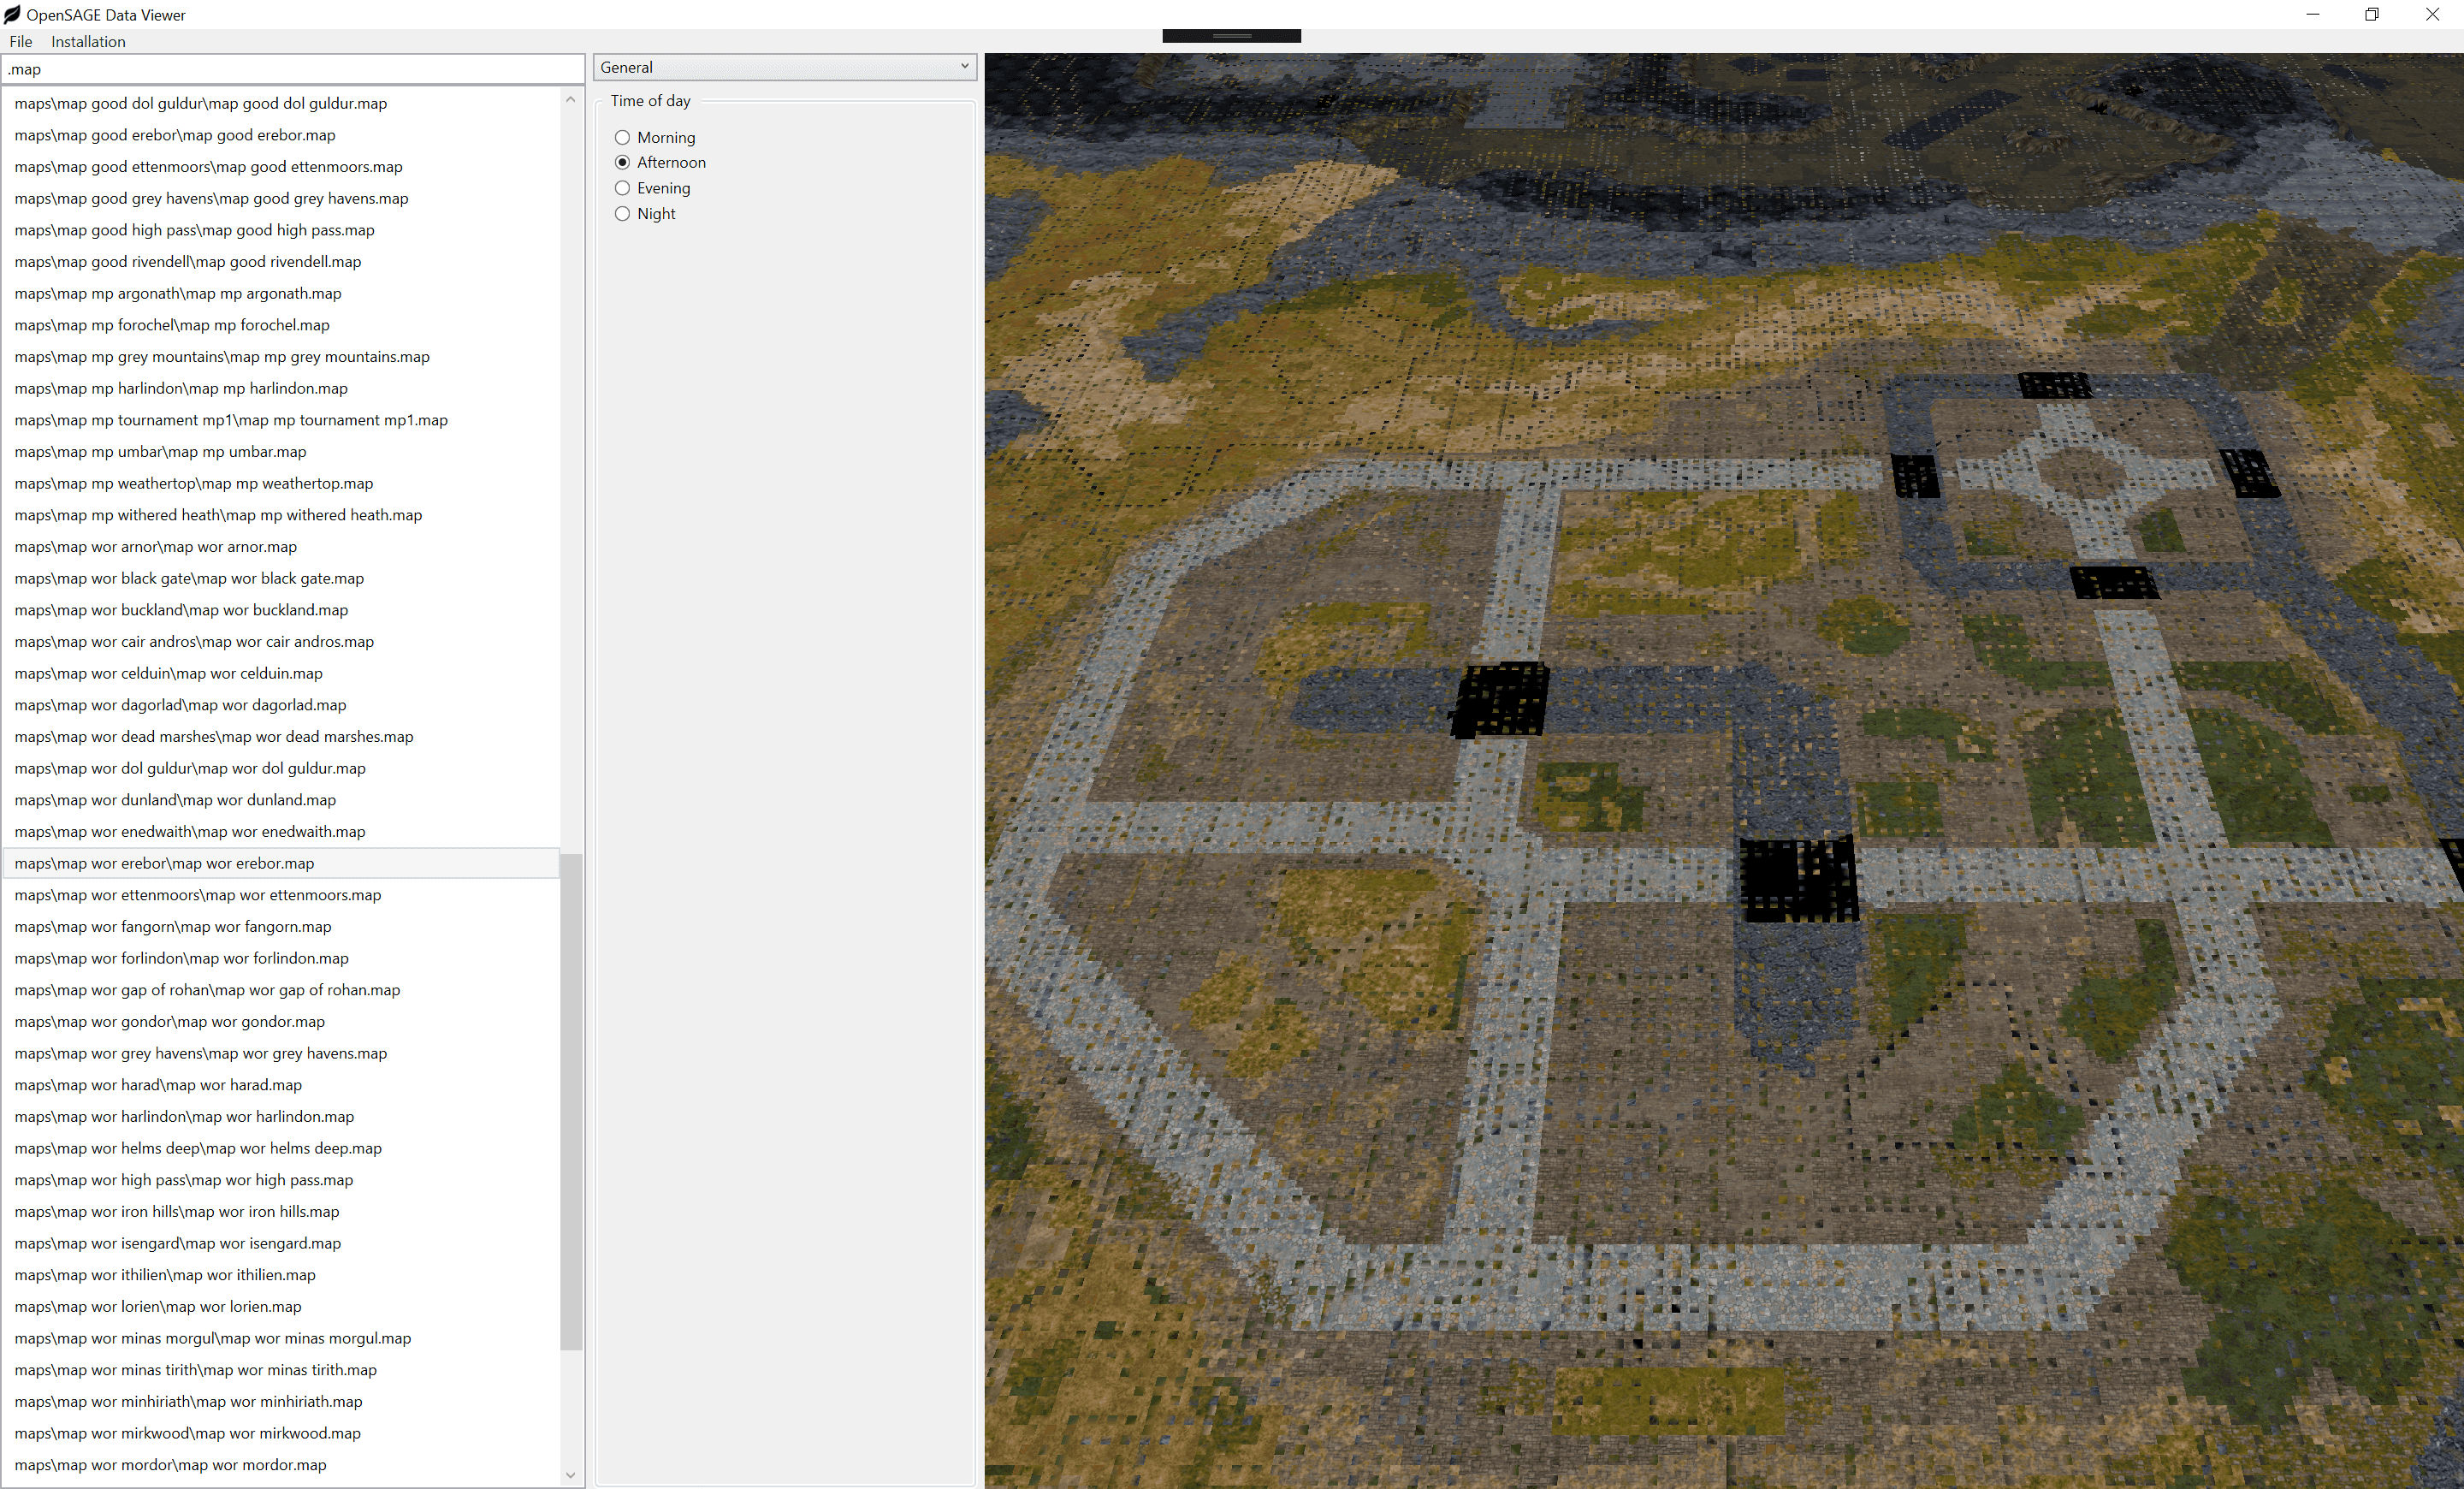 OpenSAGE Data Viewer
File Installation
.map
maps\map good dol guldur\map good dol guldur.map
maps\map good erebor\map good erebor.map
maps\map good ettenmoors\map good ettenmoors.map
maps\map good grey havens\map good grey havens.map
maps\map good high pass\map good high pass.map
maps\map good rivendell\map good rivendell.map
maps\map mp argonath\map mp argonath.map
maps\map mp forochel\map mp forochel.map
maps\map mp grey mountains\map mp grey mountains.map
maps\map mp harlindon\map mp harlindon.map
maps\map mp tournament mp1\map mp tournament mp1.map
maps\map mp umbar\map mp umbar.map
maps\map mp weathertop\map mp weathertop.map
maps\map mp withered heath\map mp withered heath.map
maps\map wor arnor\map wor arnor.map
maps\map wor black gate\map wor black gate.map
maps\map wor buckland\map wor buckland.map
maps\map wor cair andros\map wor cair andros.map
maps\map wor celduin\map wor celduin.map
maps\map wor dagorlad\map wor dagorlad.map
maps\map wor dead marshes\map wor dead marshes.map
maps\map wor dol guldur\map wor dol guldur.map
maps\map wor dunland\map wor dunland.map
maps\map wor enedwaith\map wor enedwaith.map
maps\map wor erebor\map wor erebor.map
maps\map wor ettenmoors\map wor ettenmoors.map
maps\map wor fangorn\map wor fangorn.map
maps\map wor forlindon\map wor forlindon.map
maps\map wor gap of rohan\map wor gap of rohan.map
maps\map wor gondor\map wor gondor.map
maps\map wor grey havens\map wor grey havens.map
maps\map wor harad\map wor harad.map
maps\map wor harlindon\map wor harlindon.map
maps\map wor helms deep\map wor helms deep.map
maps\map wor high pass\map wor high pass.map
maps\map wor iron hills\map wor iron hills.map
maps\map wor isengard\map wor isengard.map
maps\map wor ithilien\map wor ithilien.map
maps\map wor lorien\map wor lorien.map
maps\map wor minas morgul\map wor minas morgul.map
maps\map wor minas tirith\map wor minas tirith.map
maps\map wor minhiriath\map wor minhiriath.map
maps\map wor mirkwood\map wor mirkwood.map
maps\map wor mordor\map wor mordor.map
General
Time of day
Morning
Afternoon
Evening
Night